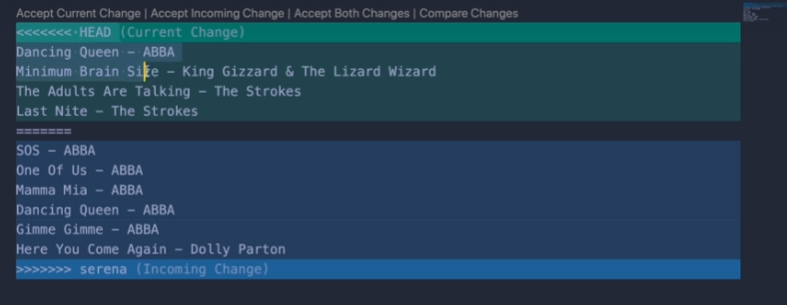 Accept Current Change | Accept Incoming Change | Accept Both Changes | Compare Changes
<<<<<<< HEAD (Current Change)
Dancing Queen – ABBA
Minimum Brain Size – King Gizzard & The Lizard Wizard
The Adults Are Talking – The Strokes
Last Nite – The Strokes
=======
SOS – ABBA
One Of Us – ABBA
Mamma Mia – ABBA
Dancing Queen – ABBA
Gimme Gimme – ABBA
Here You Come Again – Dolly Parton
>>>>>>> serena (Incoming Change)